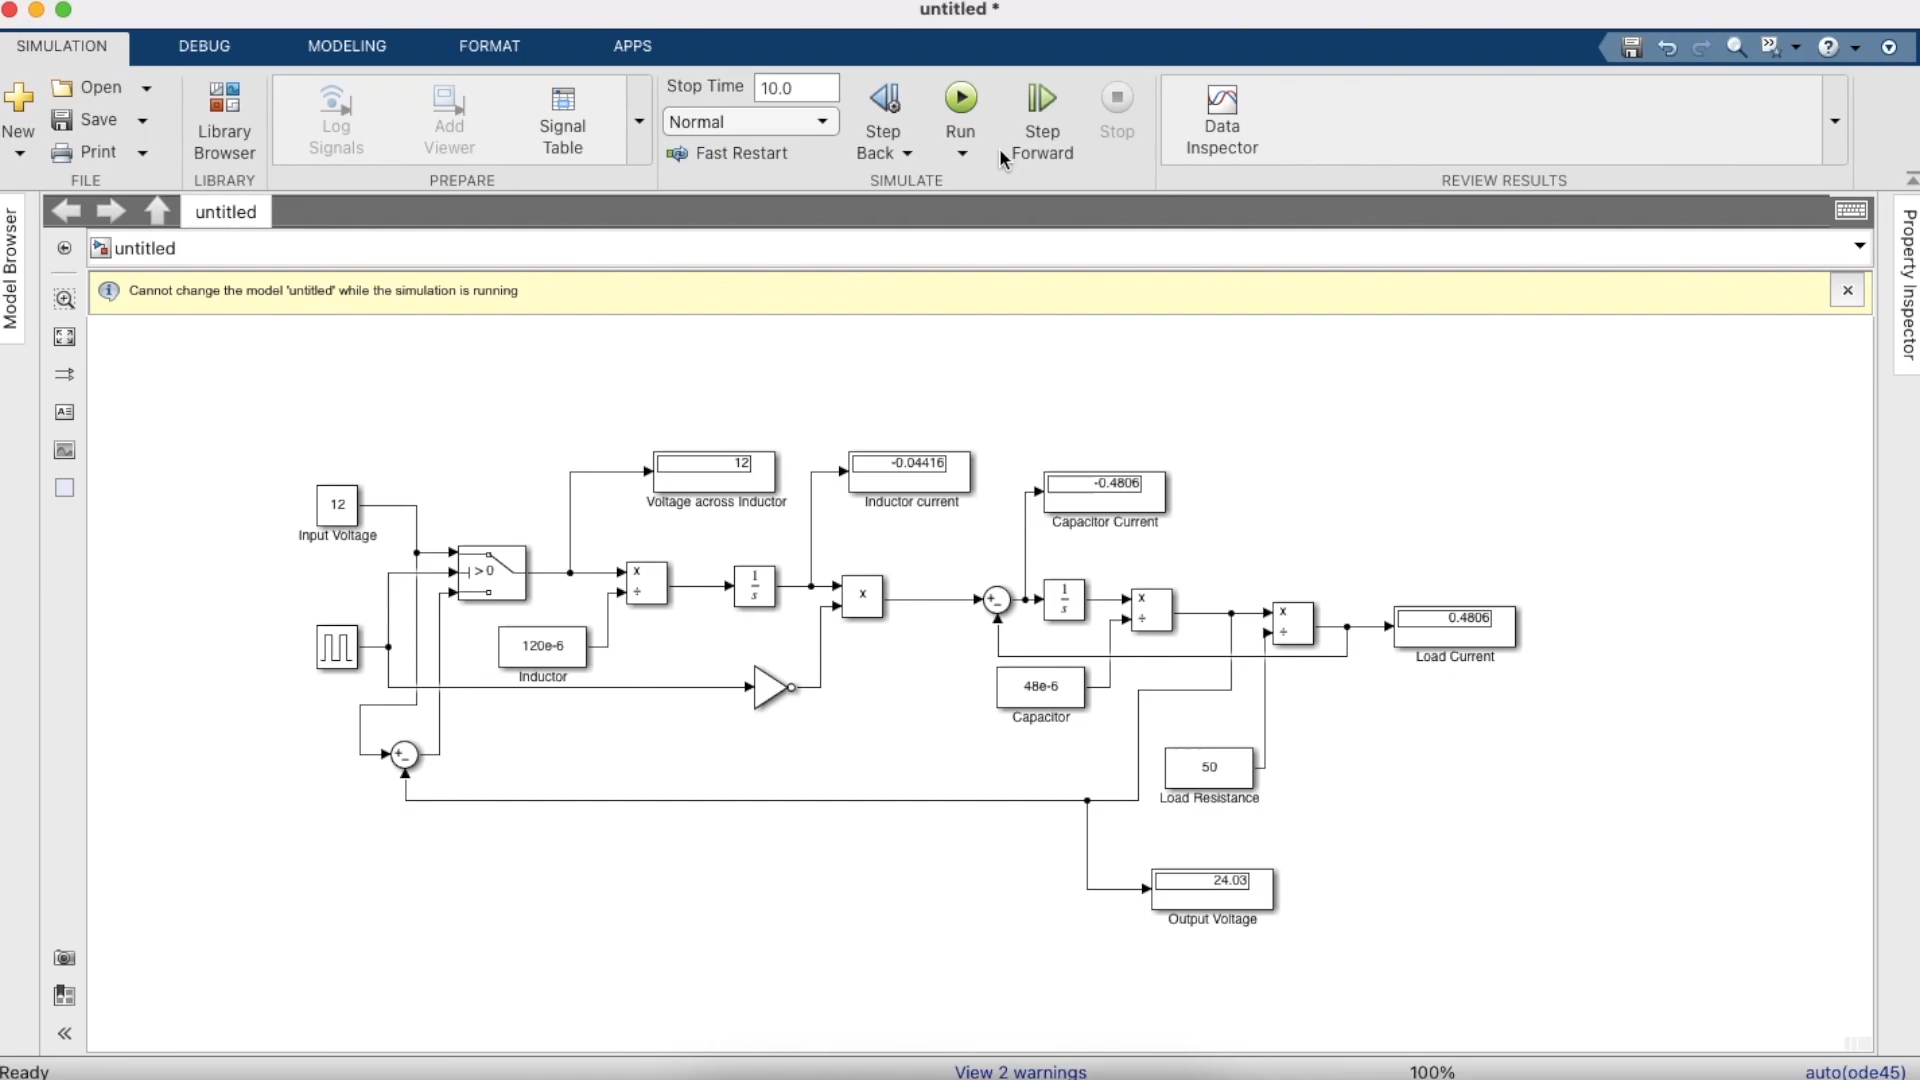 untitled *
SIMULATION DEBUG MODELING FORMAT APPS
New
Open
Save
Print
FILE
Library Browser
LIBRARY
Log Signals
Add Viewer
Signal Table
PREPARE
Stop Time 10.0
Normal
Fast Restart
Step Back
Run
Step Forward
Stop
SIMULATE
Data Inspector
REVIEW RESULTS
Model Browser
Property Inspector
untitled
untitled
Cannot change the model 'untitled' while the simulation is running
12
Voltage across Inductor
-0.04416
Inductor current
-0.4806
Capacitor Current
12
Input Voltage
> 0
x
÷
1
s
x
+
-
1
s
x
÷
x
÷
0.4806
Load Current
120e-6
Inductor
48e-6
Capacitor
+
-
50
Load Resistance
24.03
Output Voltage
Ready
View 2 warnings
100%
auto(ode45)